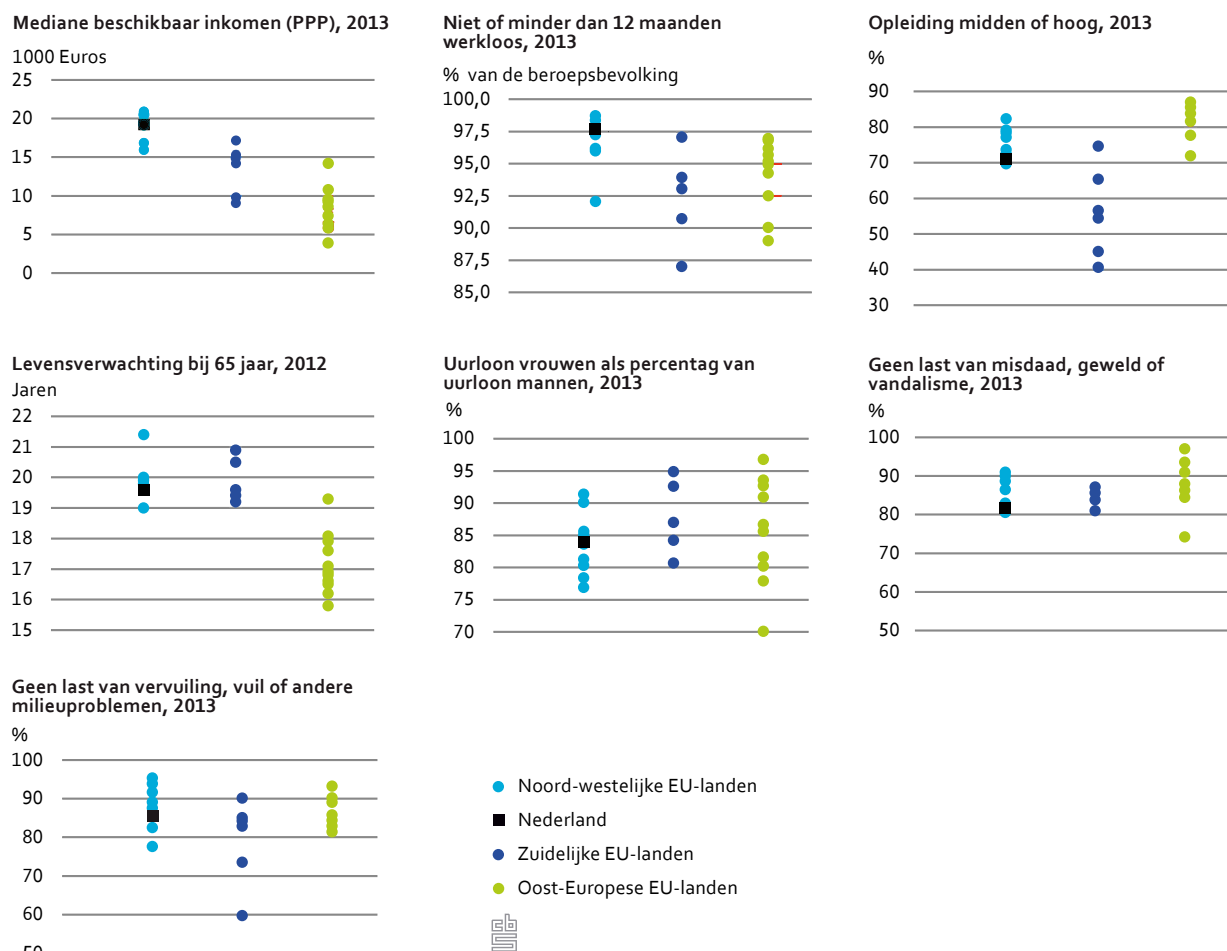 Mediane beschikbaar inkomen (PPP), 2013
1000 Euros
25
20
15
10
5
0
Niet of minder dan 12 maanden
werkloos, 2013
% van de beroepsbevolking
100,0
97,5
95,0
92,5
90,0
87,5
85,0
Opleiding midden of hoog, 2013
%
90
80
70
60
50
40
30
Levensverwachting bij 65 jaar, 2012
Jaren
22
21
20
19
18
17
16
15
Uurloon vrouwen als percentag van
uurloon mannen, 2013
%
100
95
90
85
80
75
70
Geen last van misdaad, geweld of
vandalisme, 2013
%
100
90
80
70
60
50
Geen last van vervuiling, vuil of andere
milieuproblemen, 2013
%
100
90
80
70
60
50
Noord-westelijke EU-landen
Nederland
Zuidelijke EU-landen
Oost-Europese EU-landen
cbs